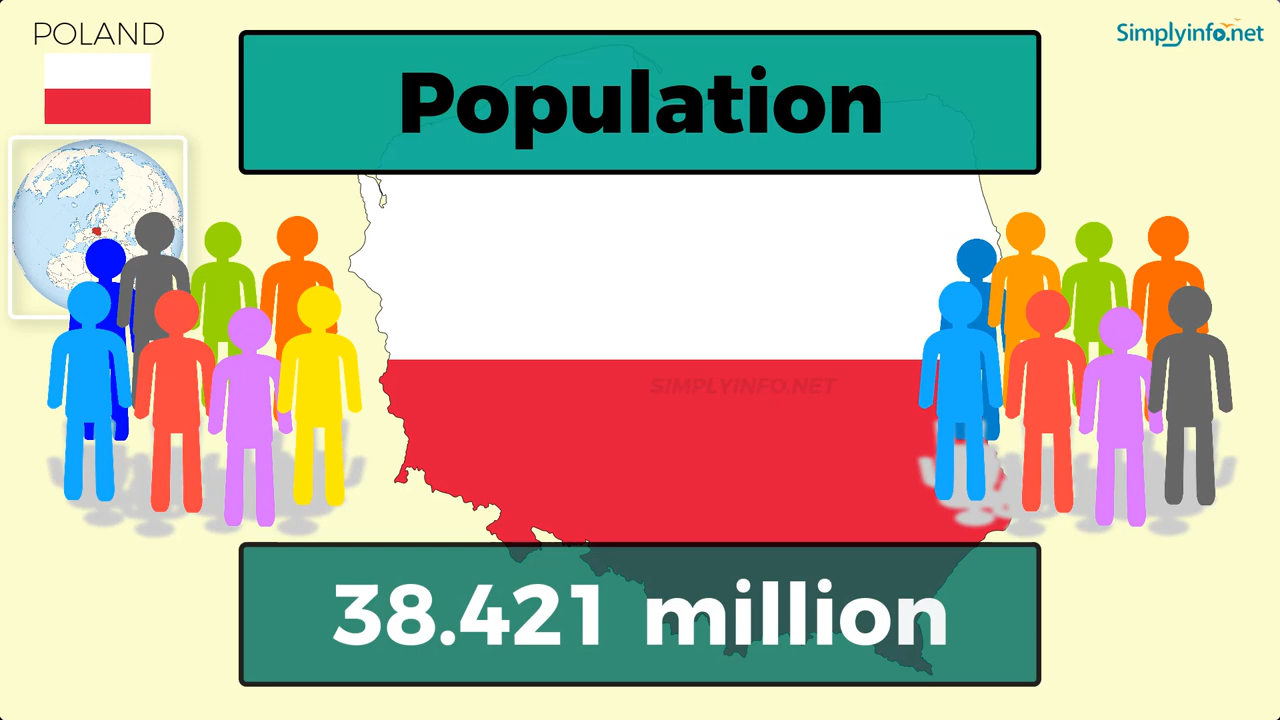 POLAND
Simplyinfo.net
Population
SIMPLYINFO.NET
38.421 million